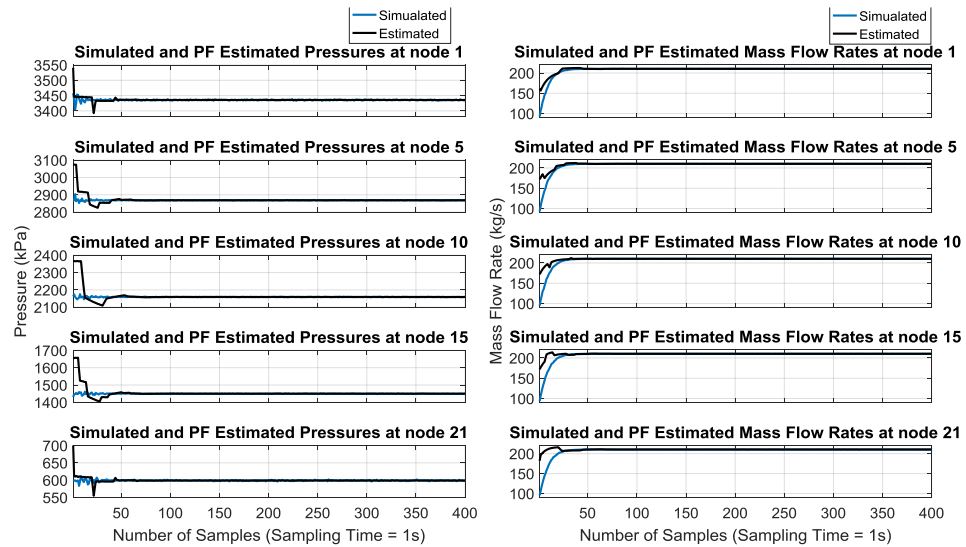 Simualated
Estimated
Simulated and PF Estimated Pressures at node 1
3550
3500
3450
3400
Simulated and PF Estimated Pressures at node 5
3100
3000
2900
2800
Simulated and PF Estimated Pressures at node 10
2400
2300
2200
2100
Simulated and PF Estimated Pressures at node 15
1700
1600
1500
1400
Simulated and PF Estimated Pressures at node 21
700
650
600
550
50 100 150 200 250 300 350 400
Number of Samples (Sampling Time = 1s)
Pressure (kPa)
Simualated
Estimated
Simulated and PF Estimated Mass Flow Rates at node 1
200
150
100
Simulated and PF Estimated Mass Flow Rates at node 5
200
150
100
Simulated and PF Estimated Mass Flow Rates at node 10
200
150
100
Simulated and PF Estimated Mass Flow Rates at node 15
200
150
100
Simulated and PF Estimated Mass Flow Rates at node 21
200
150
100
50 100 150 200 250 300 350 400
Number of Samples (Sampling Time = 1s)
Mass Flow Rate (kg/s)